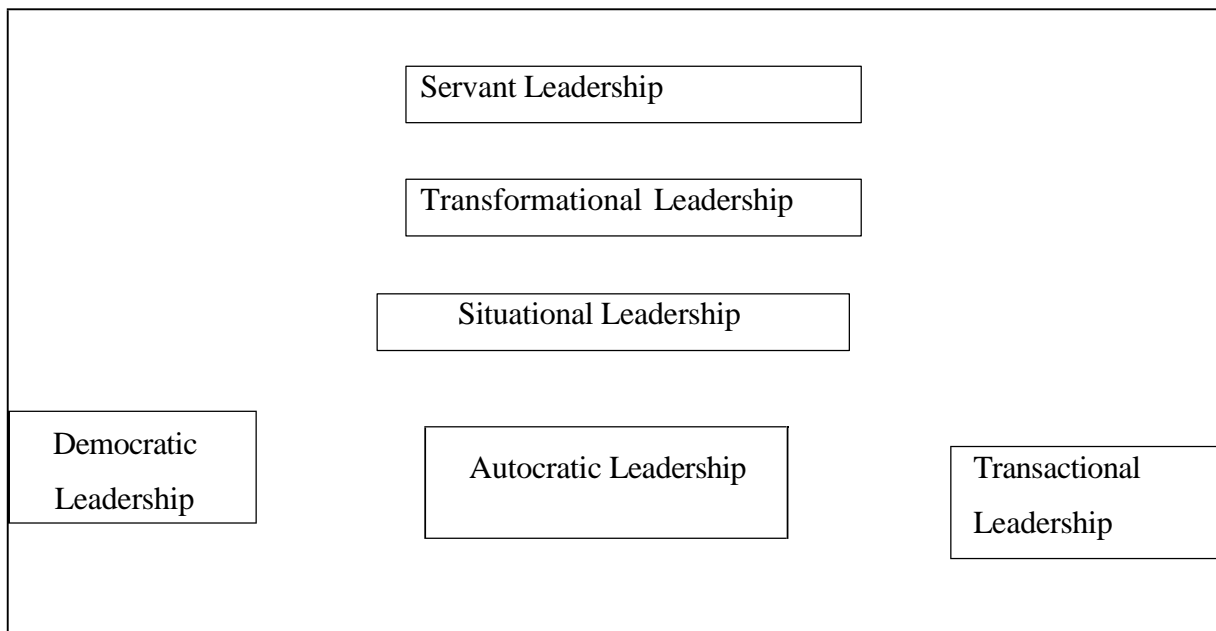 Servant Leadership
Transformational Leadership
Situational Leadership
Democratic
Leadership
Autocratic Leadership
Transactional
Leadership